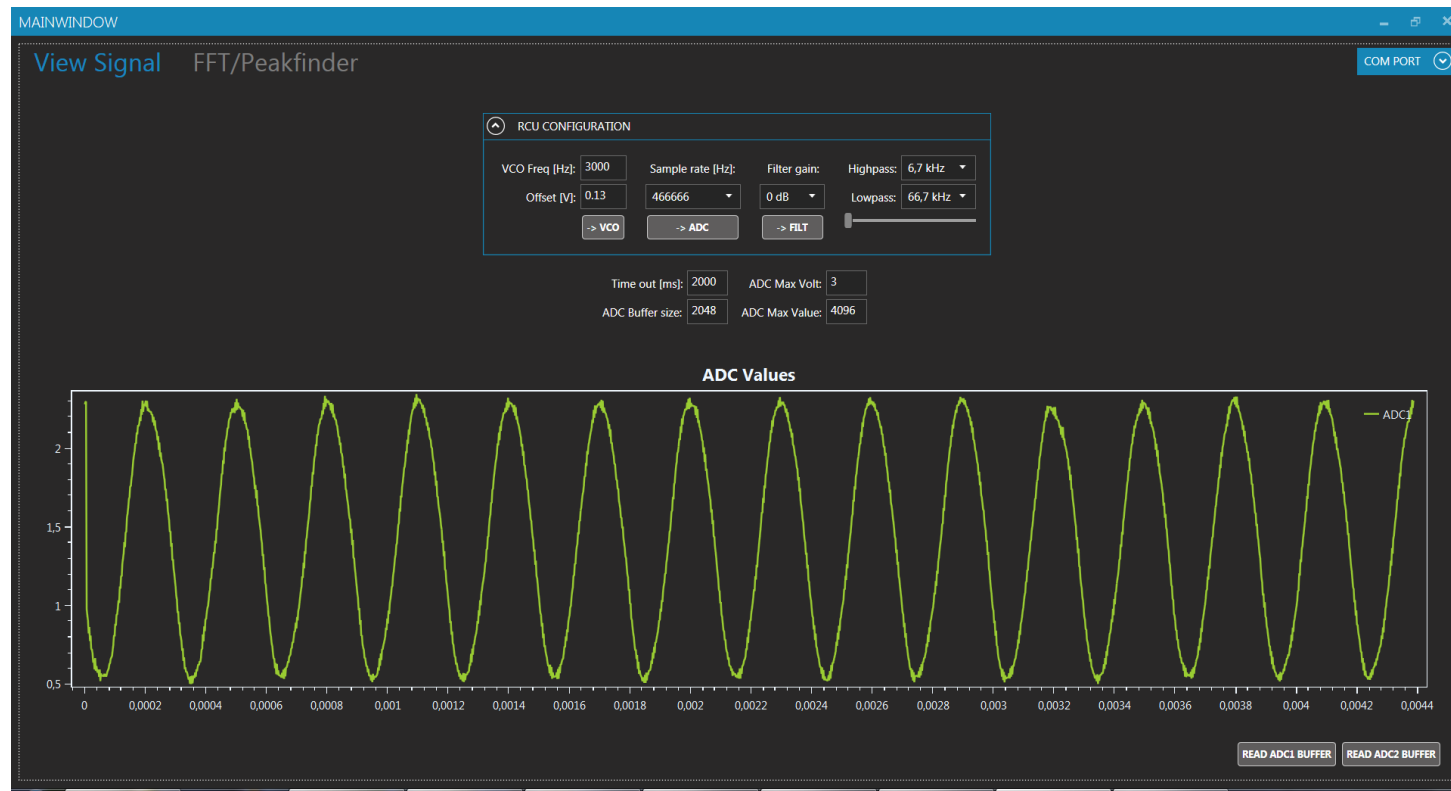 MAINWINDOW
View Signal FFT/Peakfinder
COM PORT
RCU CONFIGURATION
VCO Freq [Hz]: 3000 Sample rate [Hz]: Filter gain: Highpass: 6,7 kHz
Offset [V]: 0.13 466666 0 dB Lowpass: 66,7 kHz
-> VCO -> ADC -> FILT
Time out [ms]: 2000 ADC Max Volt: 3
ADC Buffer size: 2048 ADC Max Value: 4096
ADC Values
ADC1
2
1,5
1
0,5
0 0,0002 0,0004 0,0006 0,0008 0,001 0,0012 0,0014 0,0016 0,0018 0,002 0,0022 0,0024 0,0026 0,0028 0,003 0,0032 0,0034 0,0036 0,0038 0,004 0,0042 0,0044
READ ADC1 BUFFER READ ADC2 BUFFER